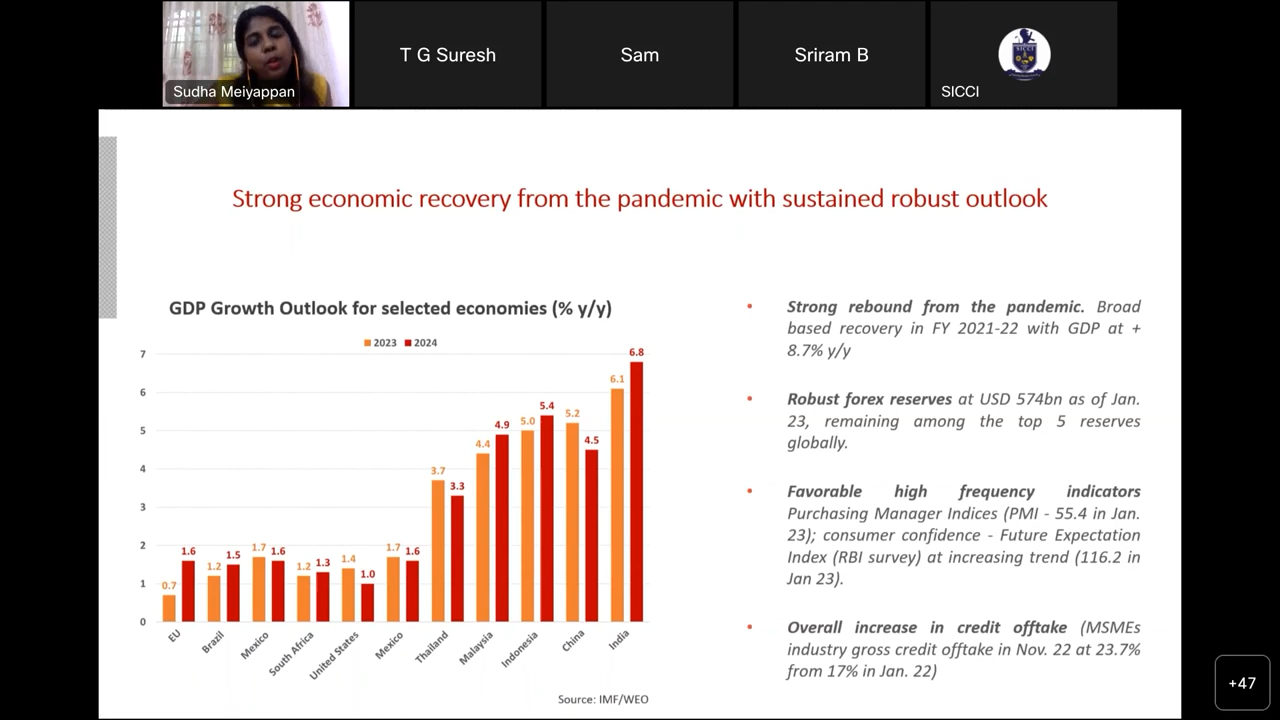 Sudha Meiyappan
T G Suresh
Sam
Sriram B
SICCI
SICCI
Strong economic recovery from the pandemic with sustained robust outlook
GDP Growth Outlook for selected economies (% y/y)
2023 2024
7
6
5
4
3
2
1
0
0.7 1.6
1.2 1.5
1.7 1.6
1.2 1.3
1.4 1.0
1.7 1.6
3.7 3.3
4.4 4.9
5.0 5.4
5.2 4.5
6.1 6.8
EU
Brazil
Mexico
South Africa
United States
Mexico
Thailand
Malaysia
Indonesia
China
India
Source: IMF/WEO
• Strong rebound from the pandemic. Broad
based recovery in FY 2021-22 with GDP at +
8.7% y/y
• Robust forex reserves at USD 574bn as of Jan.
23, remaining among the top 5 reserves
globally.
• Favorable high frequency indicators
Purchasing Manager Indices (PMI - 55.4 in Jan.
23); consumer confidence - Future Expectation
Index (RBI survey) at increasing trend (116.2 in
Jan 23).
• Overall increase in credit offtake (MSMEs
industry gross credit offtake in Nov. 22 at 23.7%
from 17% in Jan. 22)
+47